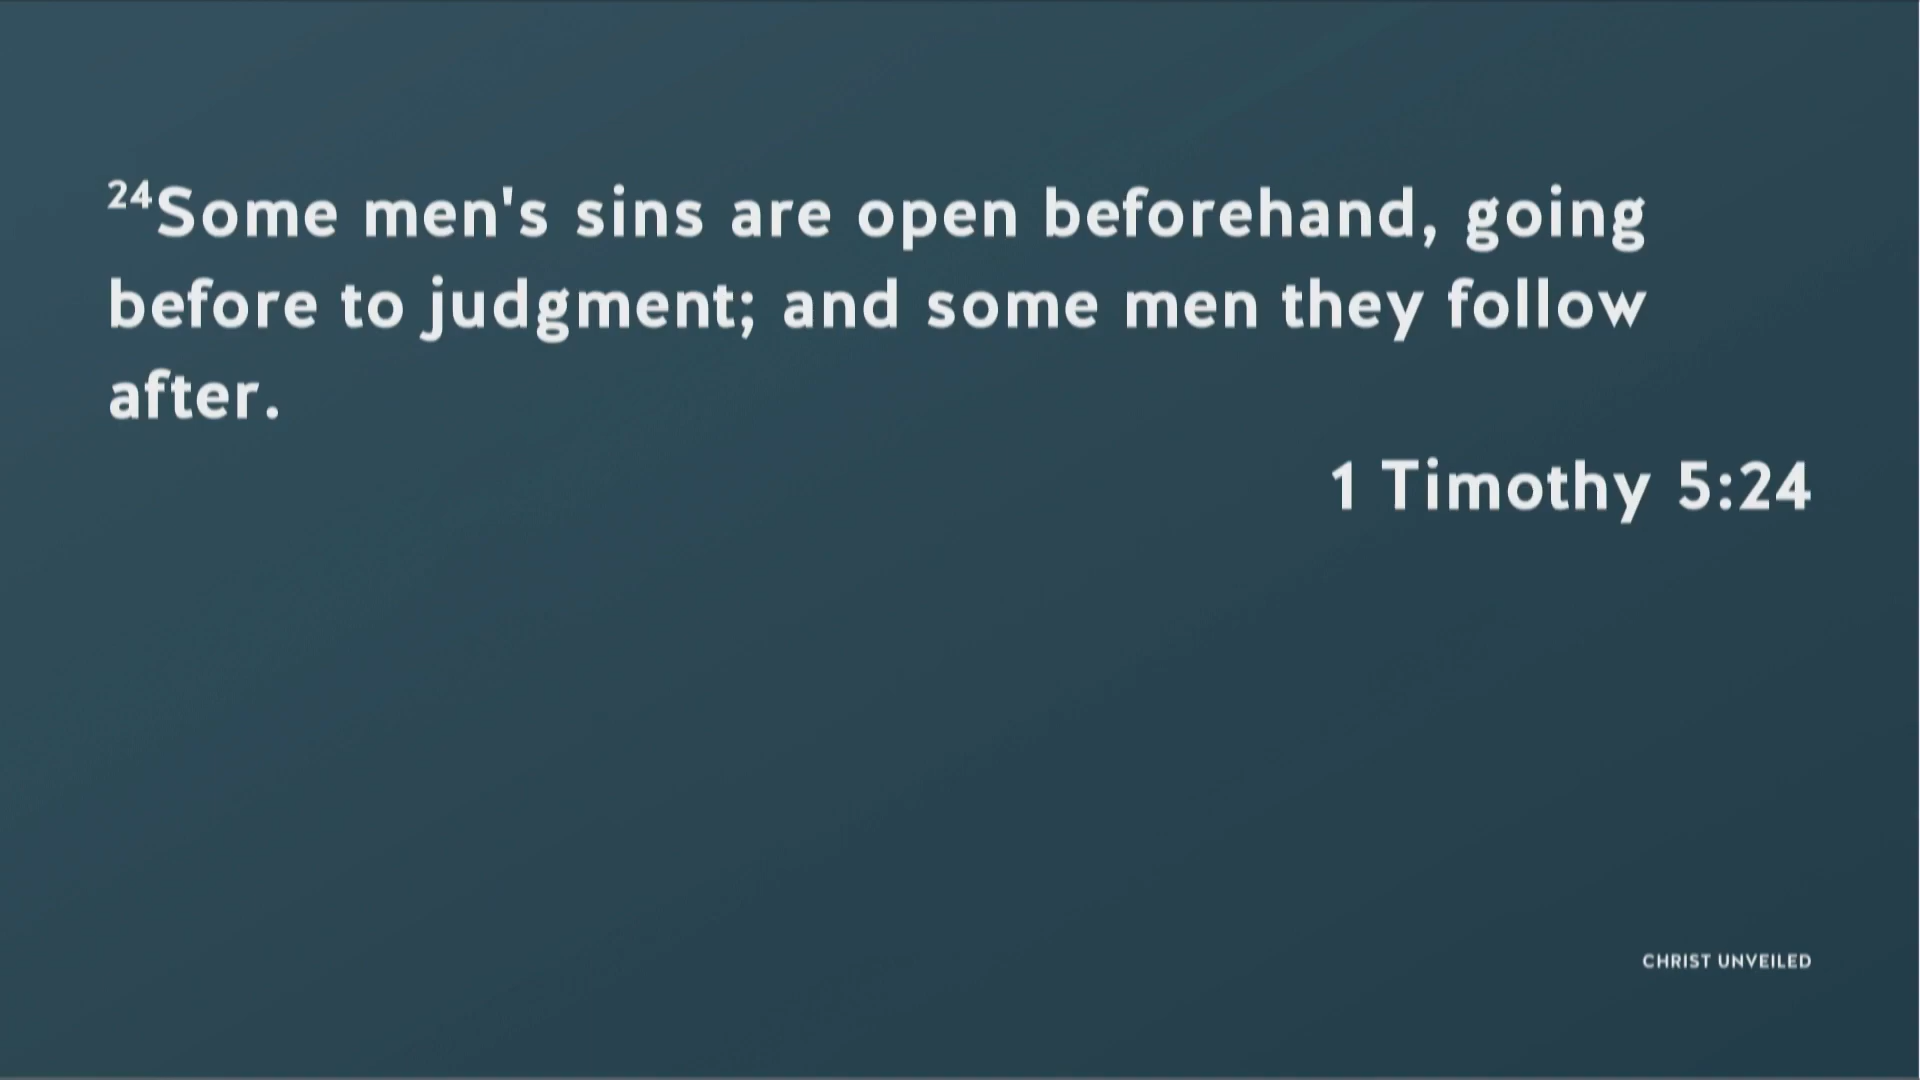 24Some men's sins are open beforehand, going
before to judgment; and some men they follow
after.
1 Timothy 5:24
CHRIST UNVEILED